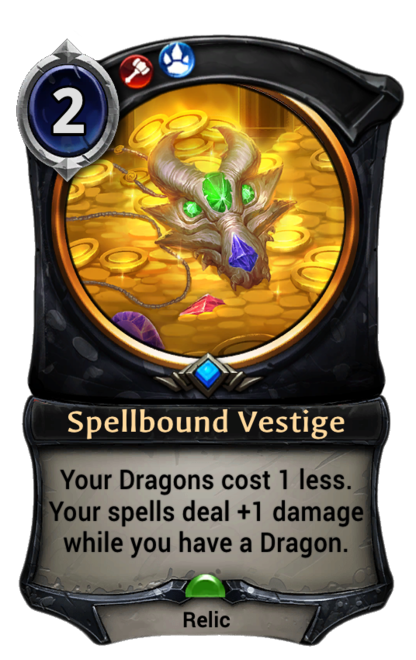 2
Spellbound Vestige
Your Dragons cost 1 less.
Your spells deal +1 damage
while you have a Dragon.
Relic